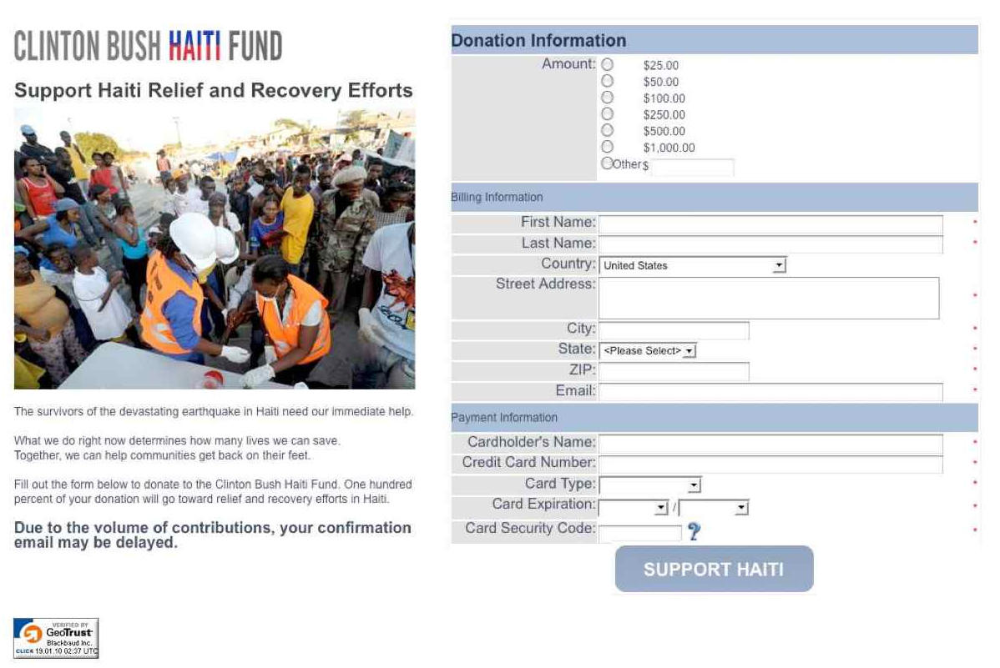 CLINTON BUSH HAITI FUND
Support Haiti Relief and Recovery Efforts
The survivors of the devastating earthquake in Haiti need our immediate help.
What we do right now determines how many lives we can save.
Together, we can help communities get back on their feet.
Fill out the form below to donate to the Clinton Bush Haiti Fund. One hundred
percent of your donation will go toward relief and recovery efforts in Haiti.
Due to the volume of contributions, your confirmation
email may be delayed.
VERIFIED BY
GeoTrust
Blackbaud Inc.
CLICK 19.01.10 02:37 UTC
Donation Information
Amount: $25.00
$50.00
$100.00
$250.00
$500.00
$1,000.00
Other $
Billing Information
First Name: *
Last Name: *
Country: United States
Street Address: *
City: *
State: <Please Select> *
ZIP: *
Email: *
Payment Information
Cardholder's Name: *
Credit Card Number: *
Card Type: *
Card Expiration: / *
Card Security Code: ? *
SUPPORT HAITI